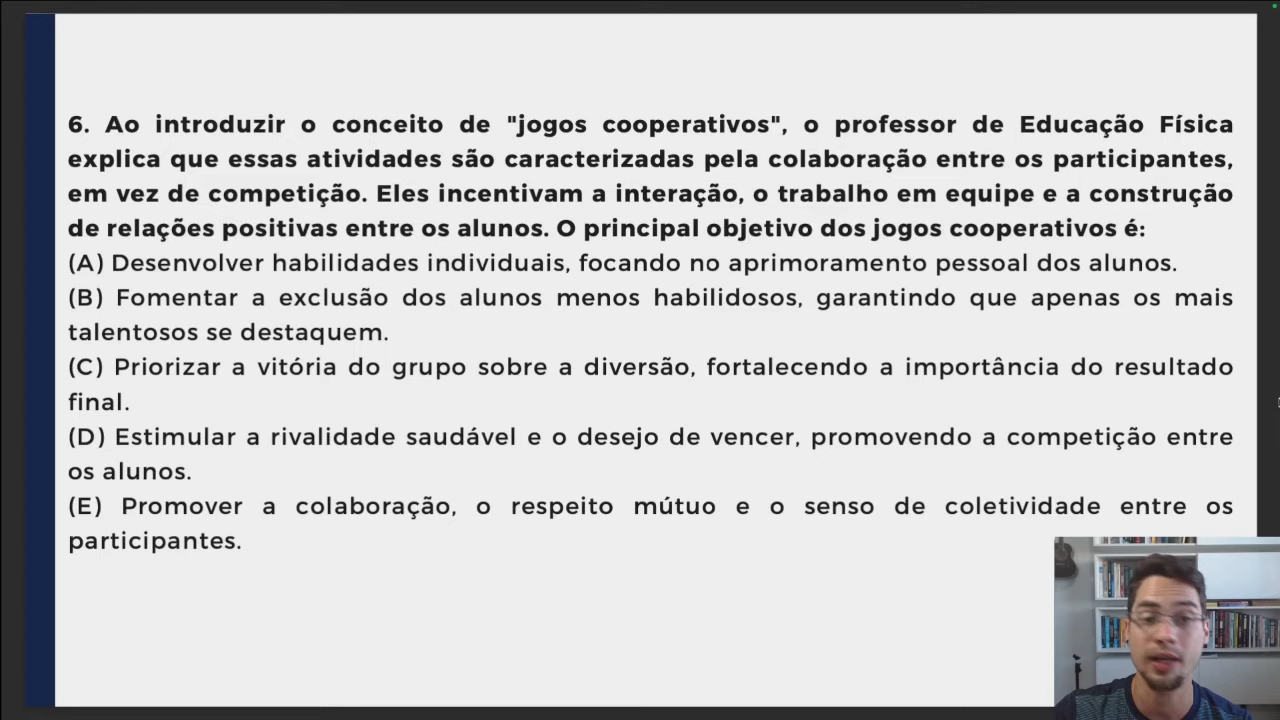 6. Ao introduzir o conceito de "jogos cooperativos", o professor de Educação Física
explica que essas atividades são caracterizadas pela colaboração entre os participantes,
em vez de competição. Eles incentivam a interação, o trabalho em equipe e a construção
de relações positivas entre os alunos. O principal objetivo dos jogos cooperativos é:
(A) Desenvolver habilidades individuais, focando no aprimoramento pessoal dos alunos.
(B) Fomentar a exclusão dos alunos menos habilidosos, garantindo que apenas os mais
talentosos se destaquem.
(C) Priorizar a vitória do grupo sobre a diversão, fortalecendo a importância do resultado
final.
(D) Estimular a rivalidade saudável e o desejo de vencer, promovendo a competição entre
os alunos.
(E) Promover a colaboração, o respeito mútuo e o senso de coletividade entre os
participantes.